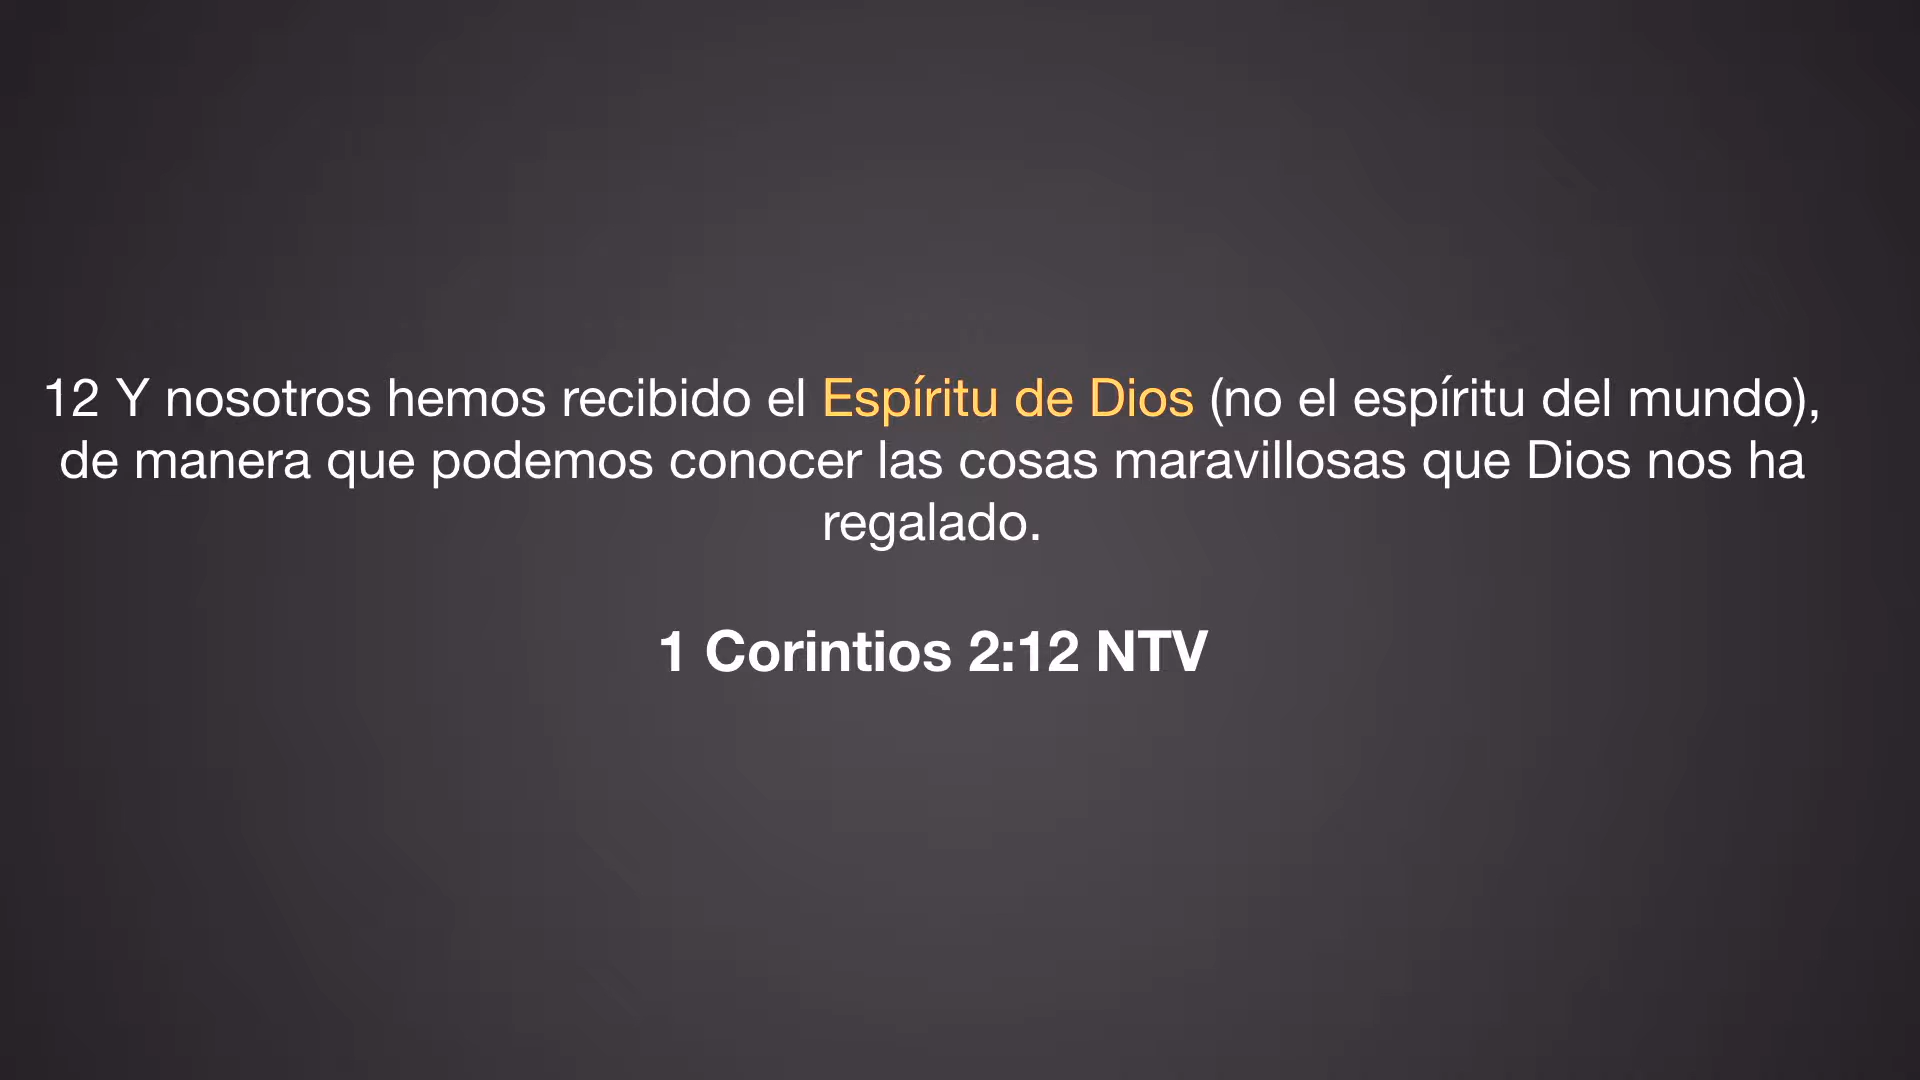 12 Y nosotros hemos recibido el Espíritu de Dios (no el espíritu del mundo),
de manera que podemos conocer las cosas maravillosas que Dios nos ha
regalado.
1 Corintios 2:12 NTV